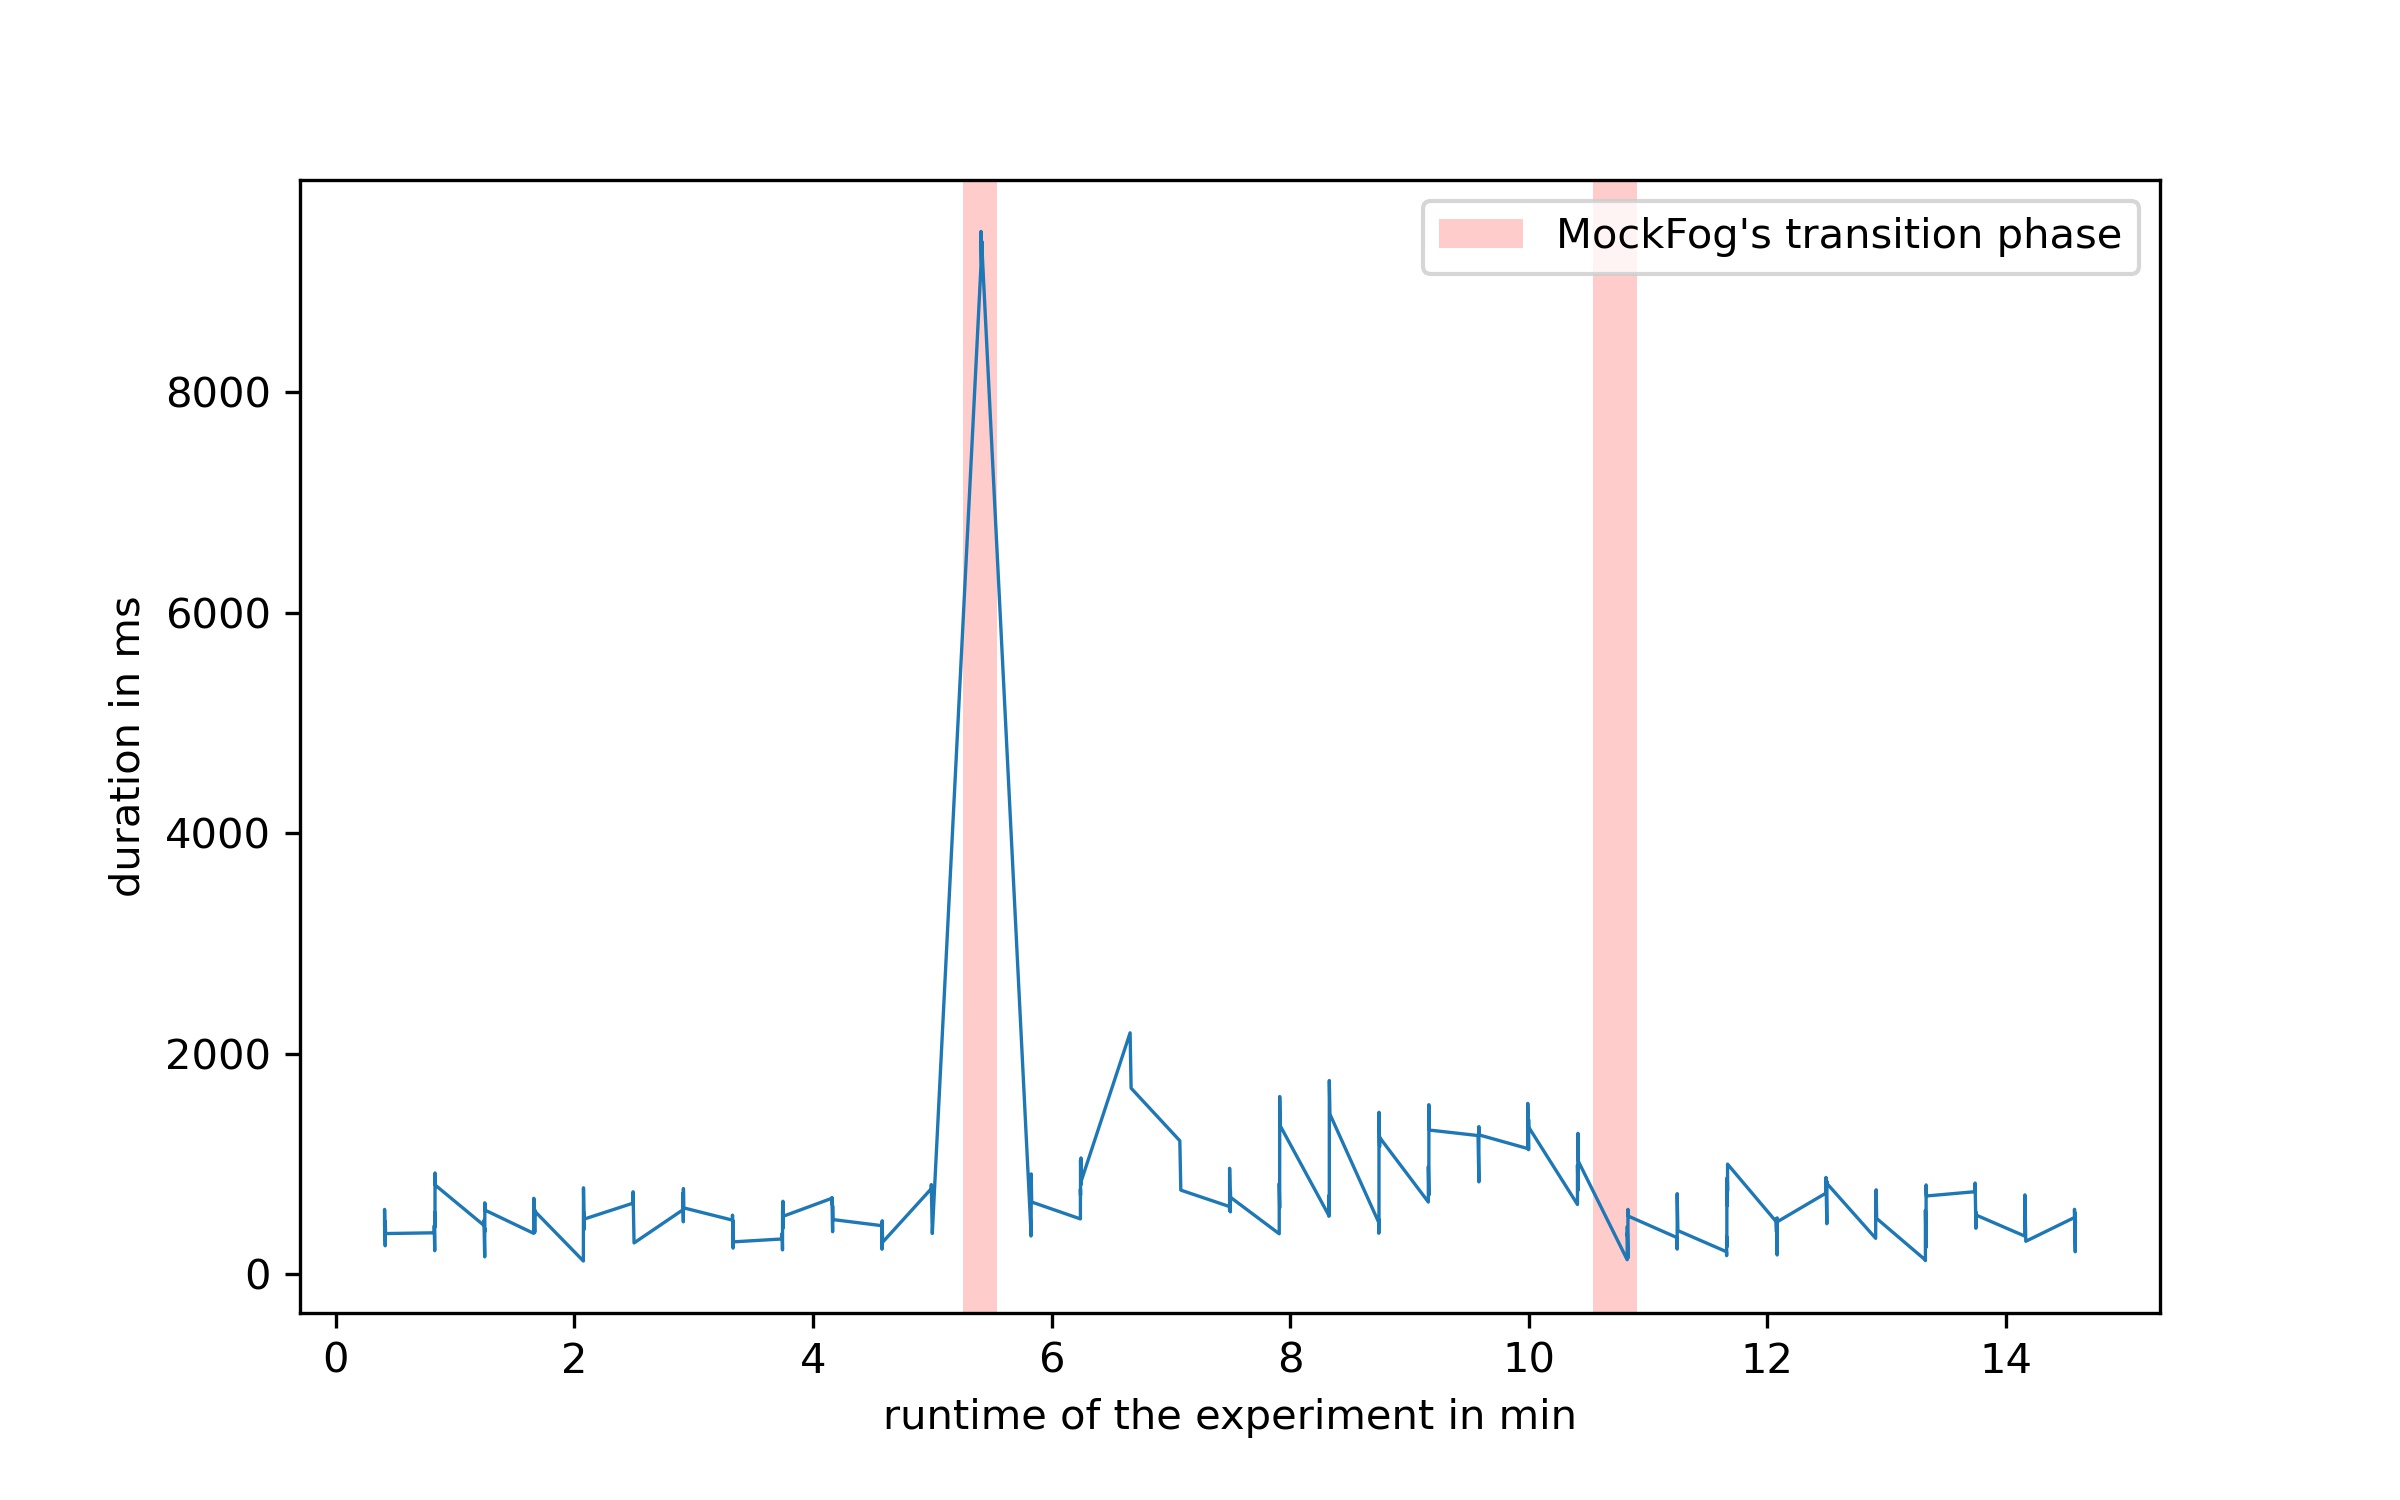 MockFog's transition phase
8000
6000
4000
2000
0
duration in ms
0 2 4 6 8 10 12 14
runtime of the experiment in min